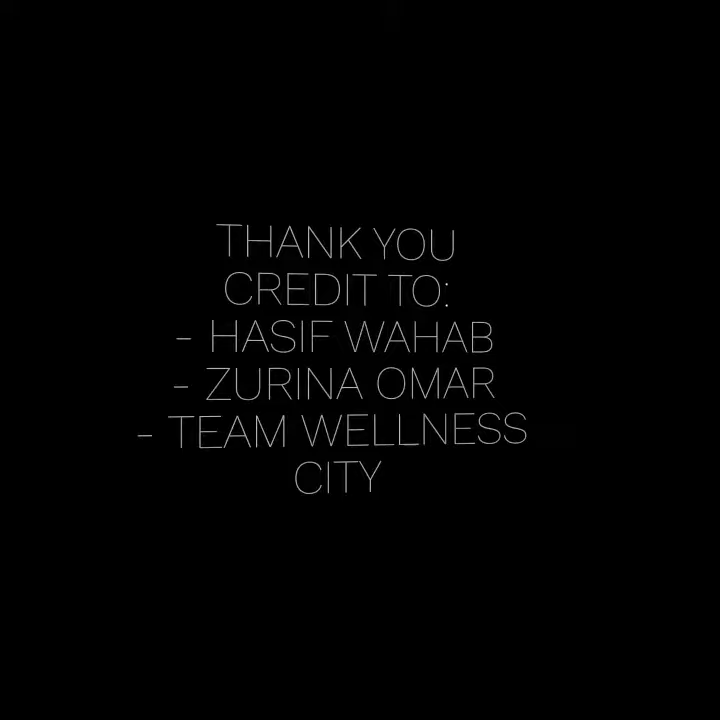 THANK YOU
CREDIT TO:
- HASIF WAHAB
- ZURINA OMAR
- TEAM WELLNESS
CITY